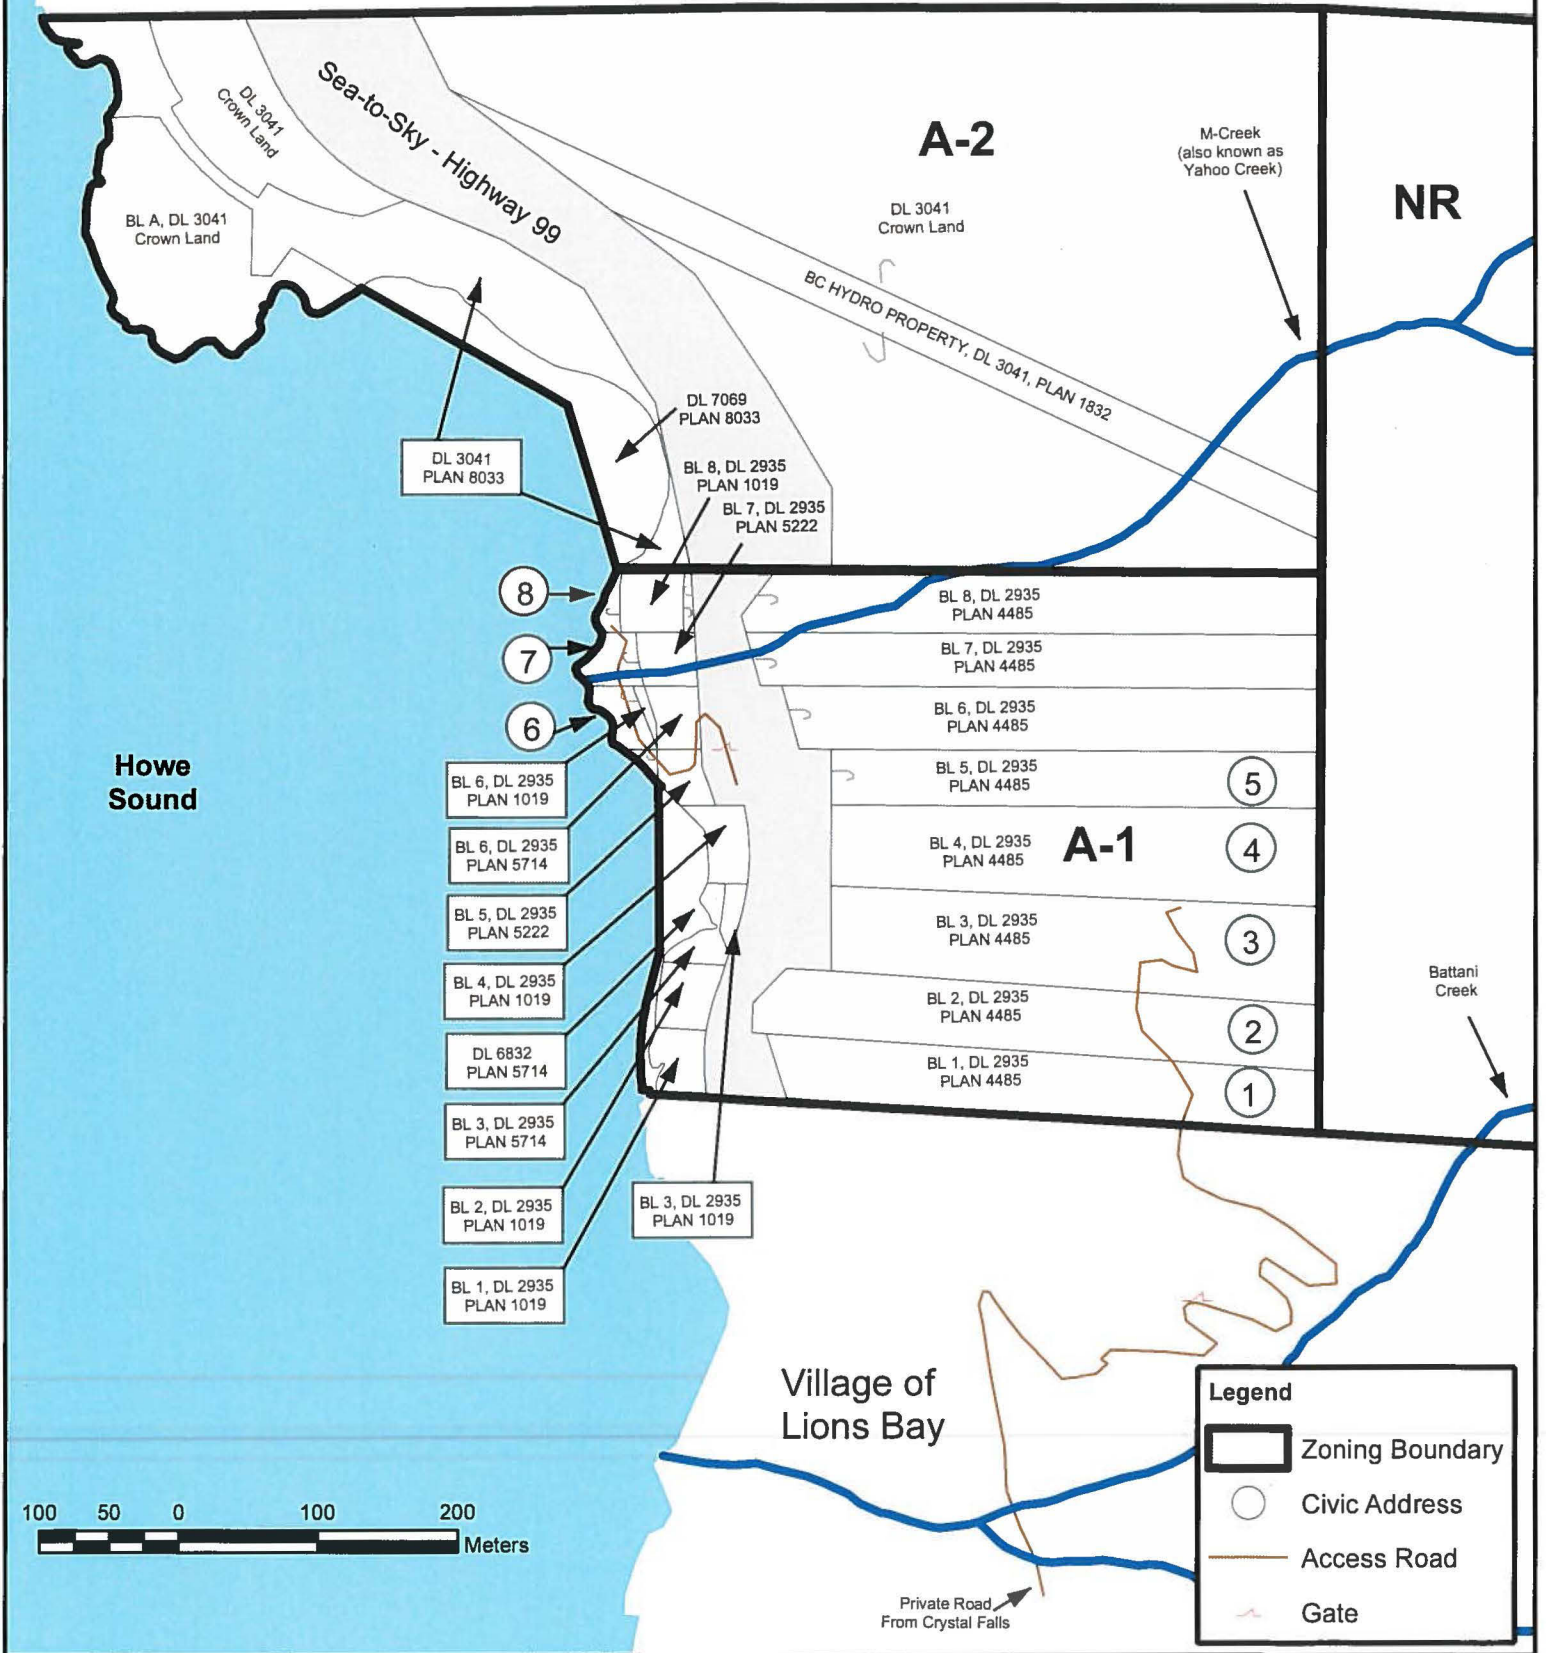 Sea-to-Sky - Highway 99
DL 3041
Crown Land
BL A, DL 3041
Crown Land
A-2
DL 3041
Crown Land
M-Creek
(also known as
Yahoo Creek)
NR
BC HYDRO PROPERTY, DL 3041, PLAN 1832
DL 7069
PLAN 8033
DL 3041
PLAN 8033
BL 8, DL 2935
PLAN 1019
BL 7, DL 2935
PLAN 5222
8
7
6
BL 8, DL 2935
PLAN 4485
BL 7, DL 2935
PLAN 4485
BL 6, DL 2935
PLAN 4485
BL 5, DL 2935
PLAN 4485
5
BL 4, DL 2935
PLAN 4485
A-1
4
BL 3, DL 2935
PLAN 4485
3
BL 2, DL 2935
PLAN 4485
2
BL 1, DL 2935
PLAN 4485
1
Howe
Sound
BL 6, DL 2935
PLAN 1019
BL 6, DL 2935
PLAN 5714
BL 5, DL 2935
PLAN 5222
BL 4, DL 2935
PLAN 1019
DL 6832
PLAN 5714
BL 3, DL 2935
PLAN 5714
BL 2, DL 2935
PLAN 1019
BL 3, DL 2935
PLAN 1019
BL 1, DL 2935
PLAN 1019
Battani
Creek
Village of
Lions Bay
Private Road
From Crystal Falls
100 50 0 100 200
Meters
Legend
Zoning Boundary
Civic Address
Access Road
Gate